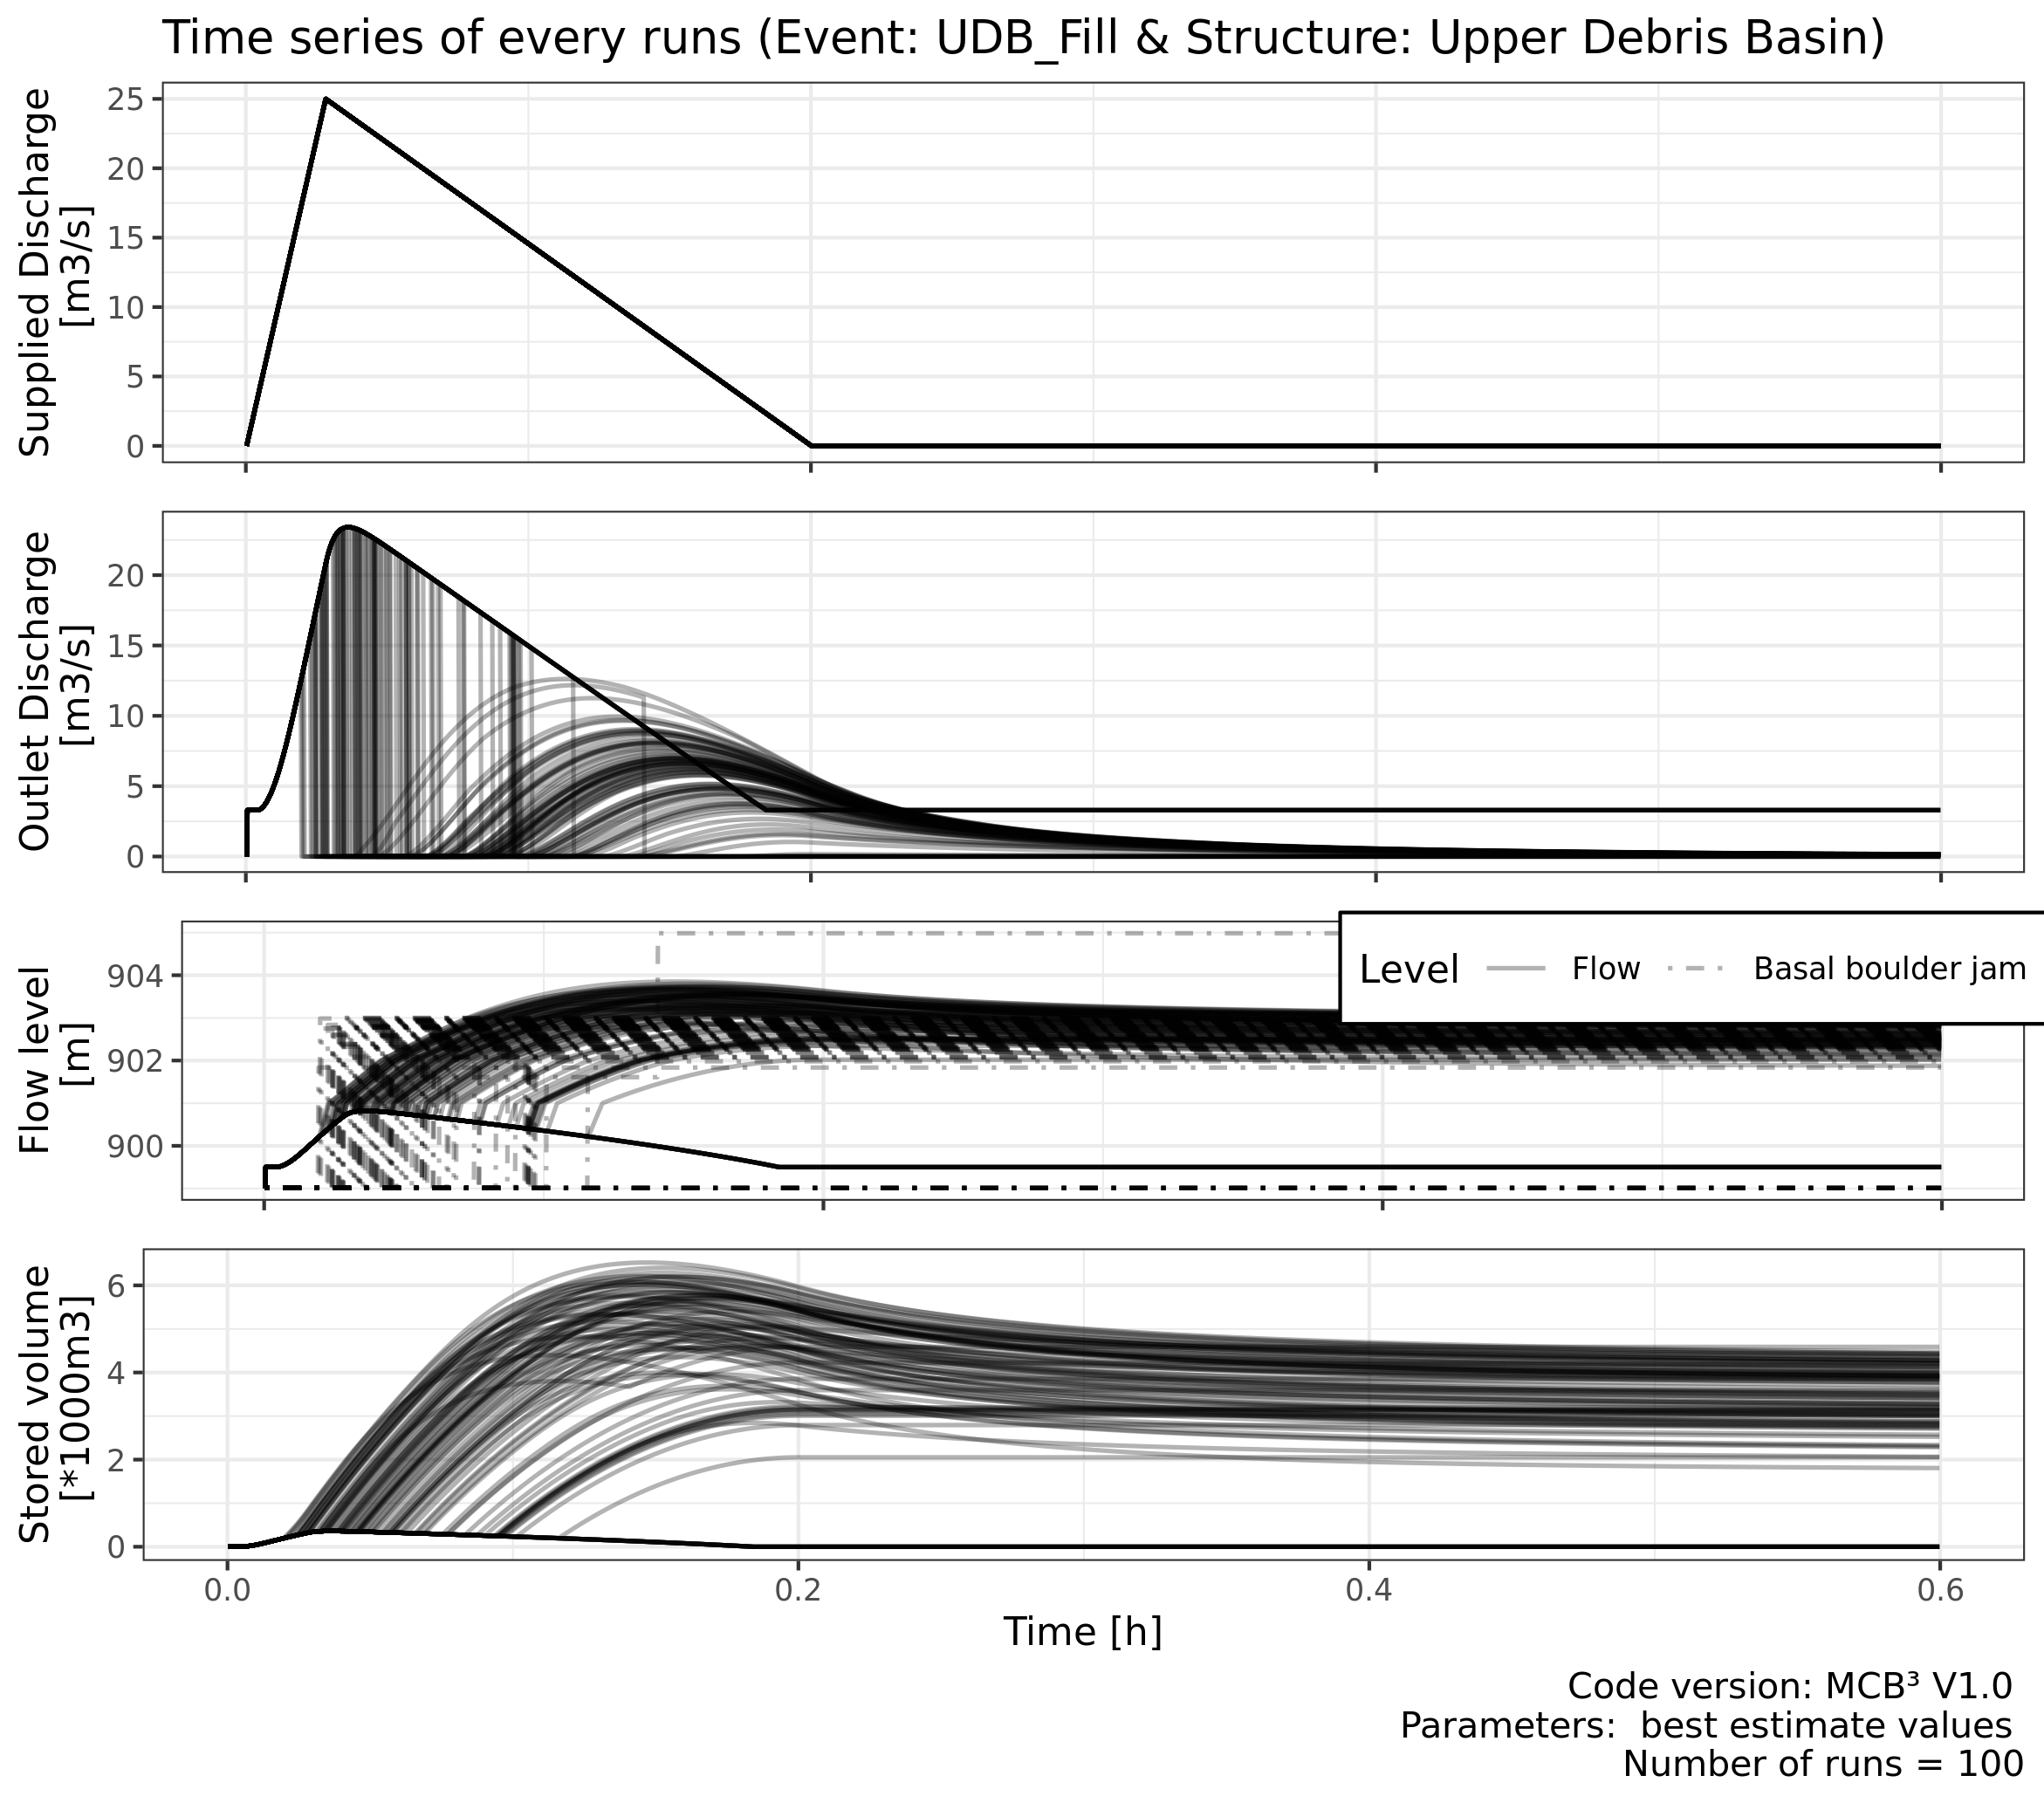 Time series of every runs (Event: UDB_Fill & Structure: Upper Debris Basin)
Supplied Discharge
[m3/s]
25
20
15
10
5
0
Outlet Discharge
[m3/s]
20
15
10
5
0
Flow level
[m]
904
902
900
Level Flow Basal boulder jam
Stored volume
[*1000m3]
6
4
2
0
0.0 0.2 0.4 0.6
Time [h]
Code version: MCB³ V1.0
Parameters:  best estimate values
Number of runs = 100